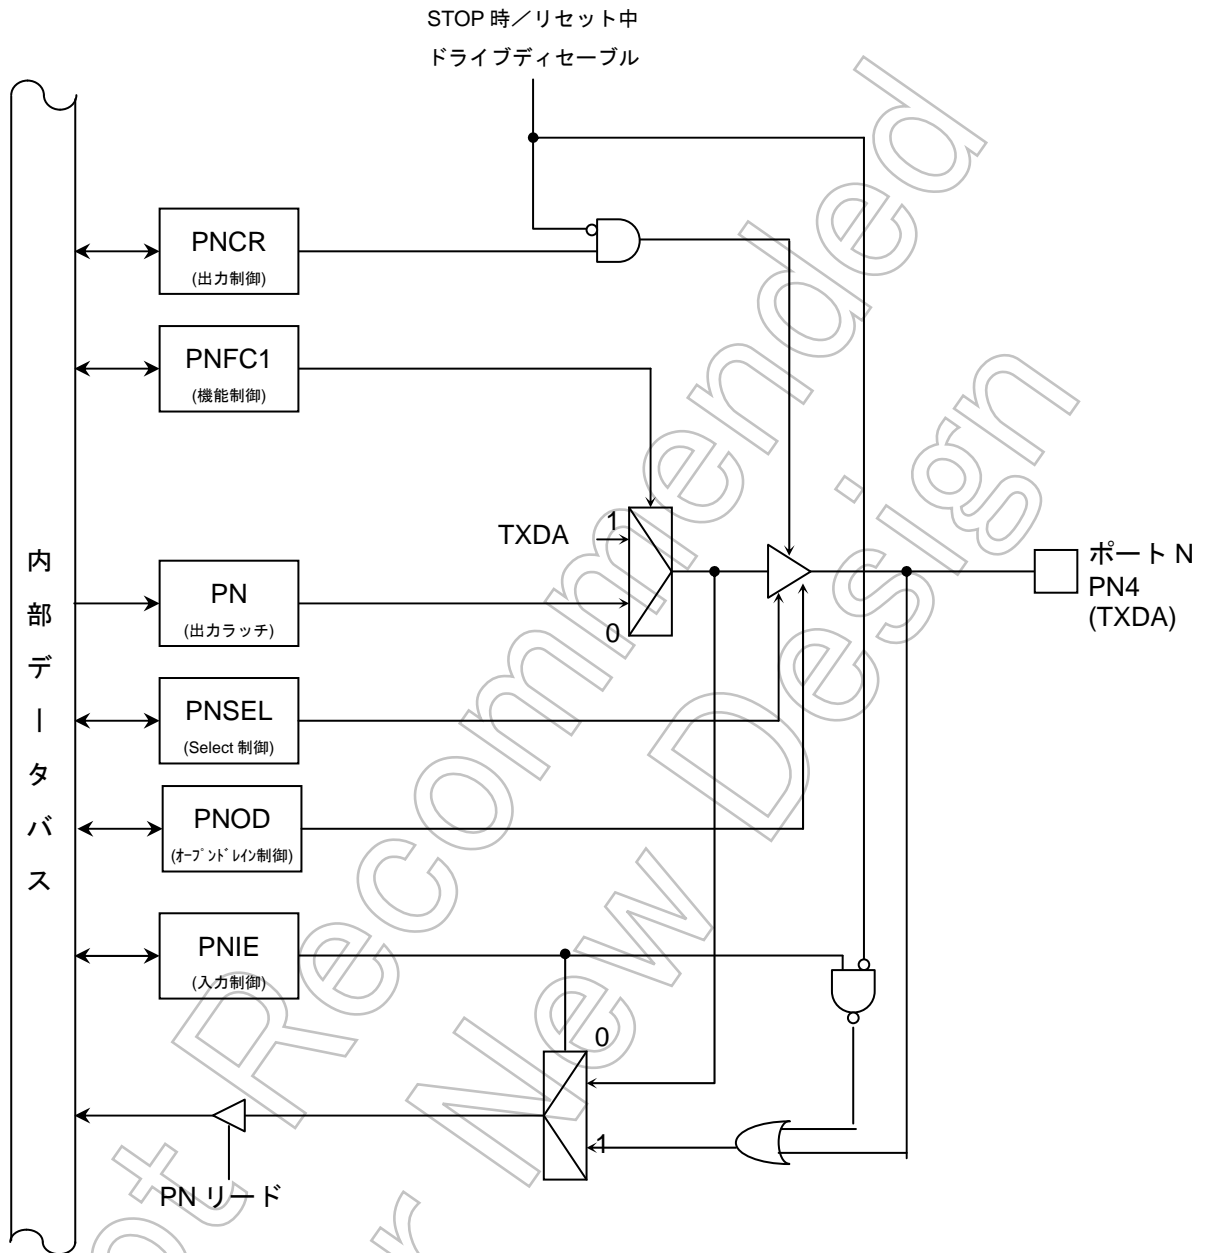 STOP 時／リセット中
ドライブディセーブル
PNCR
(出力制御)
PNFC1
(機能制御)
TXDA
1
0
PN
(出力ラッチ)
ポート N
PN4
(TXDA)
内部データバス
PNSEL
(Select 制御)
PNOD
(ｵｰﾌﾟﾝﾄﾞﾚｲﾝ制御)
PNIE
(入力制御)
0
1
PN リード
Not Recommended
for New Design